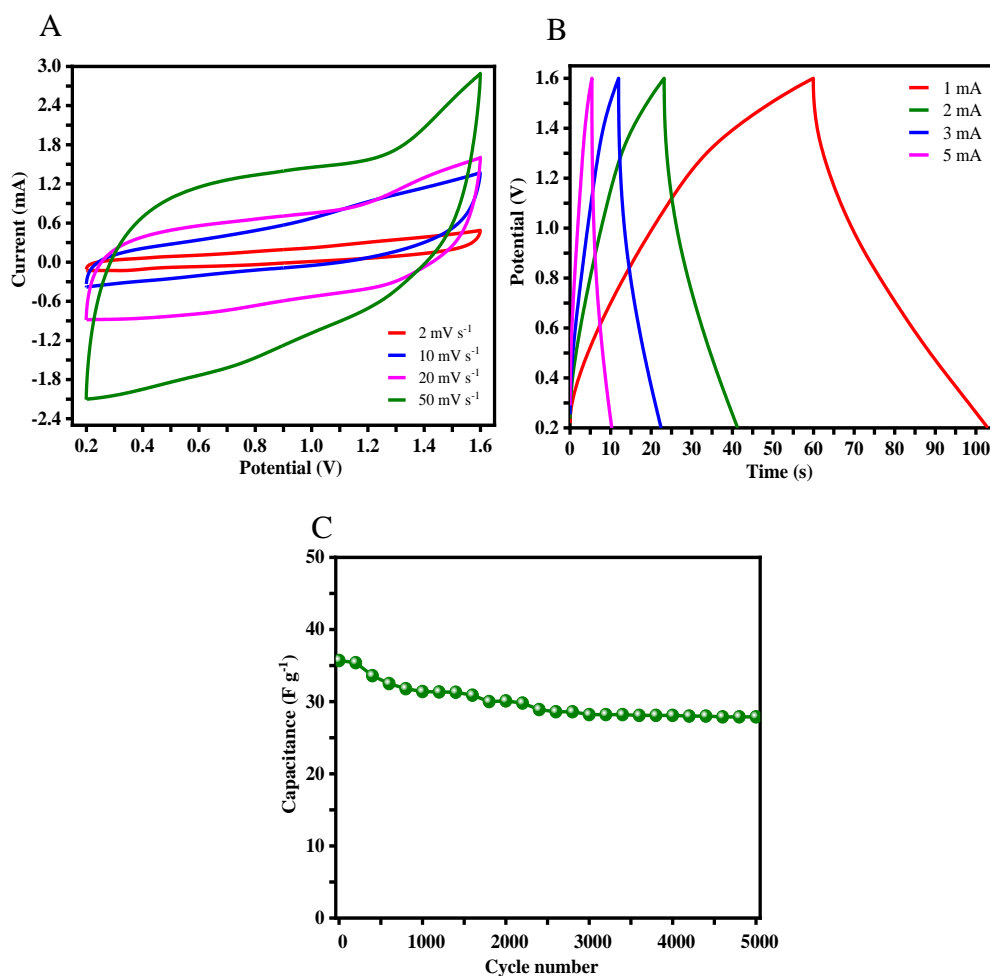 A
3.0
2.4
1.8
1.2
0.6
0.0
-0.6
-1.2
-1.8
-2.4
Current (mA)
2 mV s⁻¹
10 mV s⁻¹
20 mV s⁻¹
50 mV s⁻¹
0.2 0.4 0.6 0.8 1.0 1.2 1.4 1.6
Potential (V)
B
1.6
1.4
1.2
1.0
0.8
0.6
0.4
0.2
Potential (V)
1 mA
2 mA
3 mA
5 mA
0 10 20 30 40 50 60 70 80 90 100
Time (s)
C
50
40
30
20
10
0
Capacitance (F g⁻¹)
0 1000 2000 3000 4000 5000
Cycle number